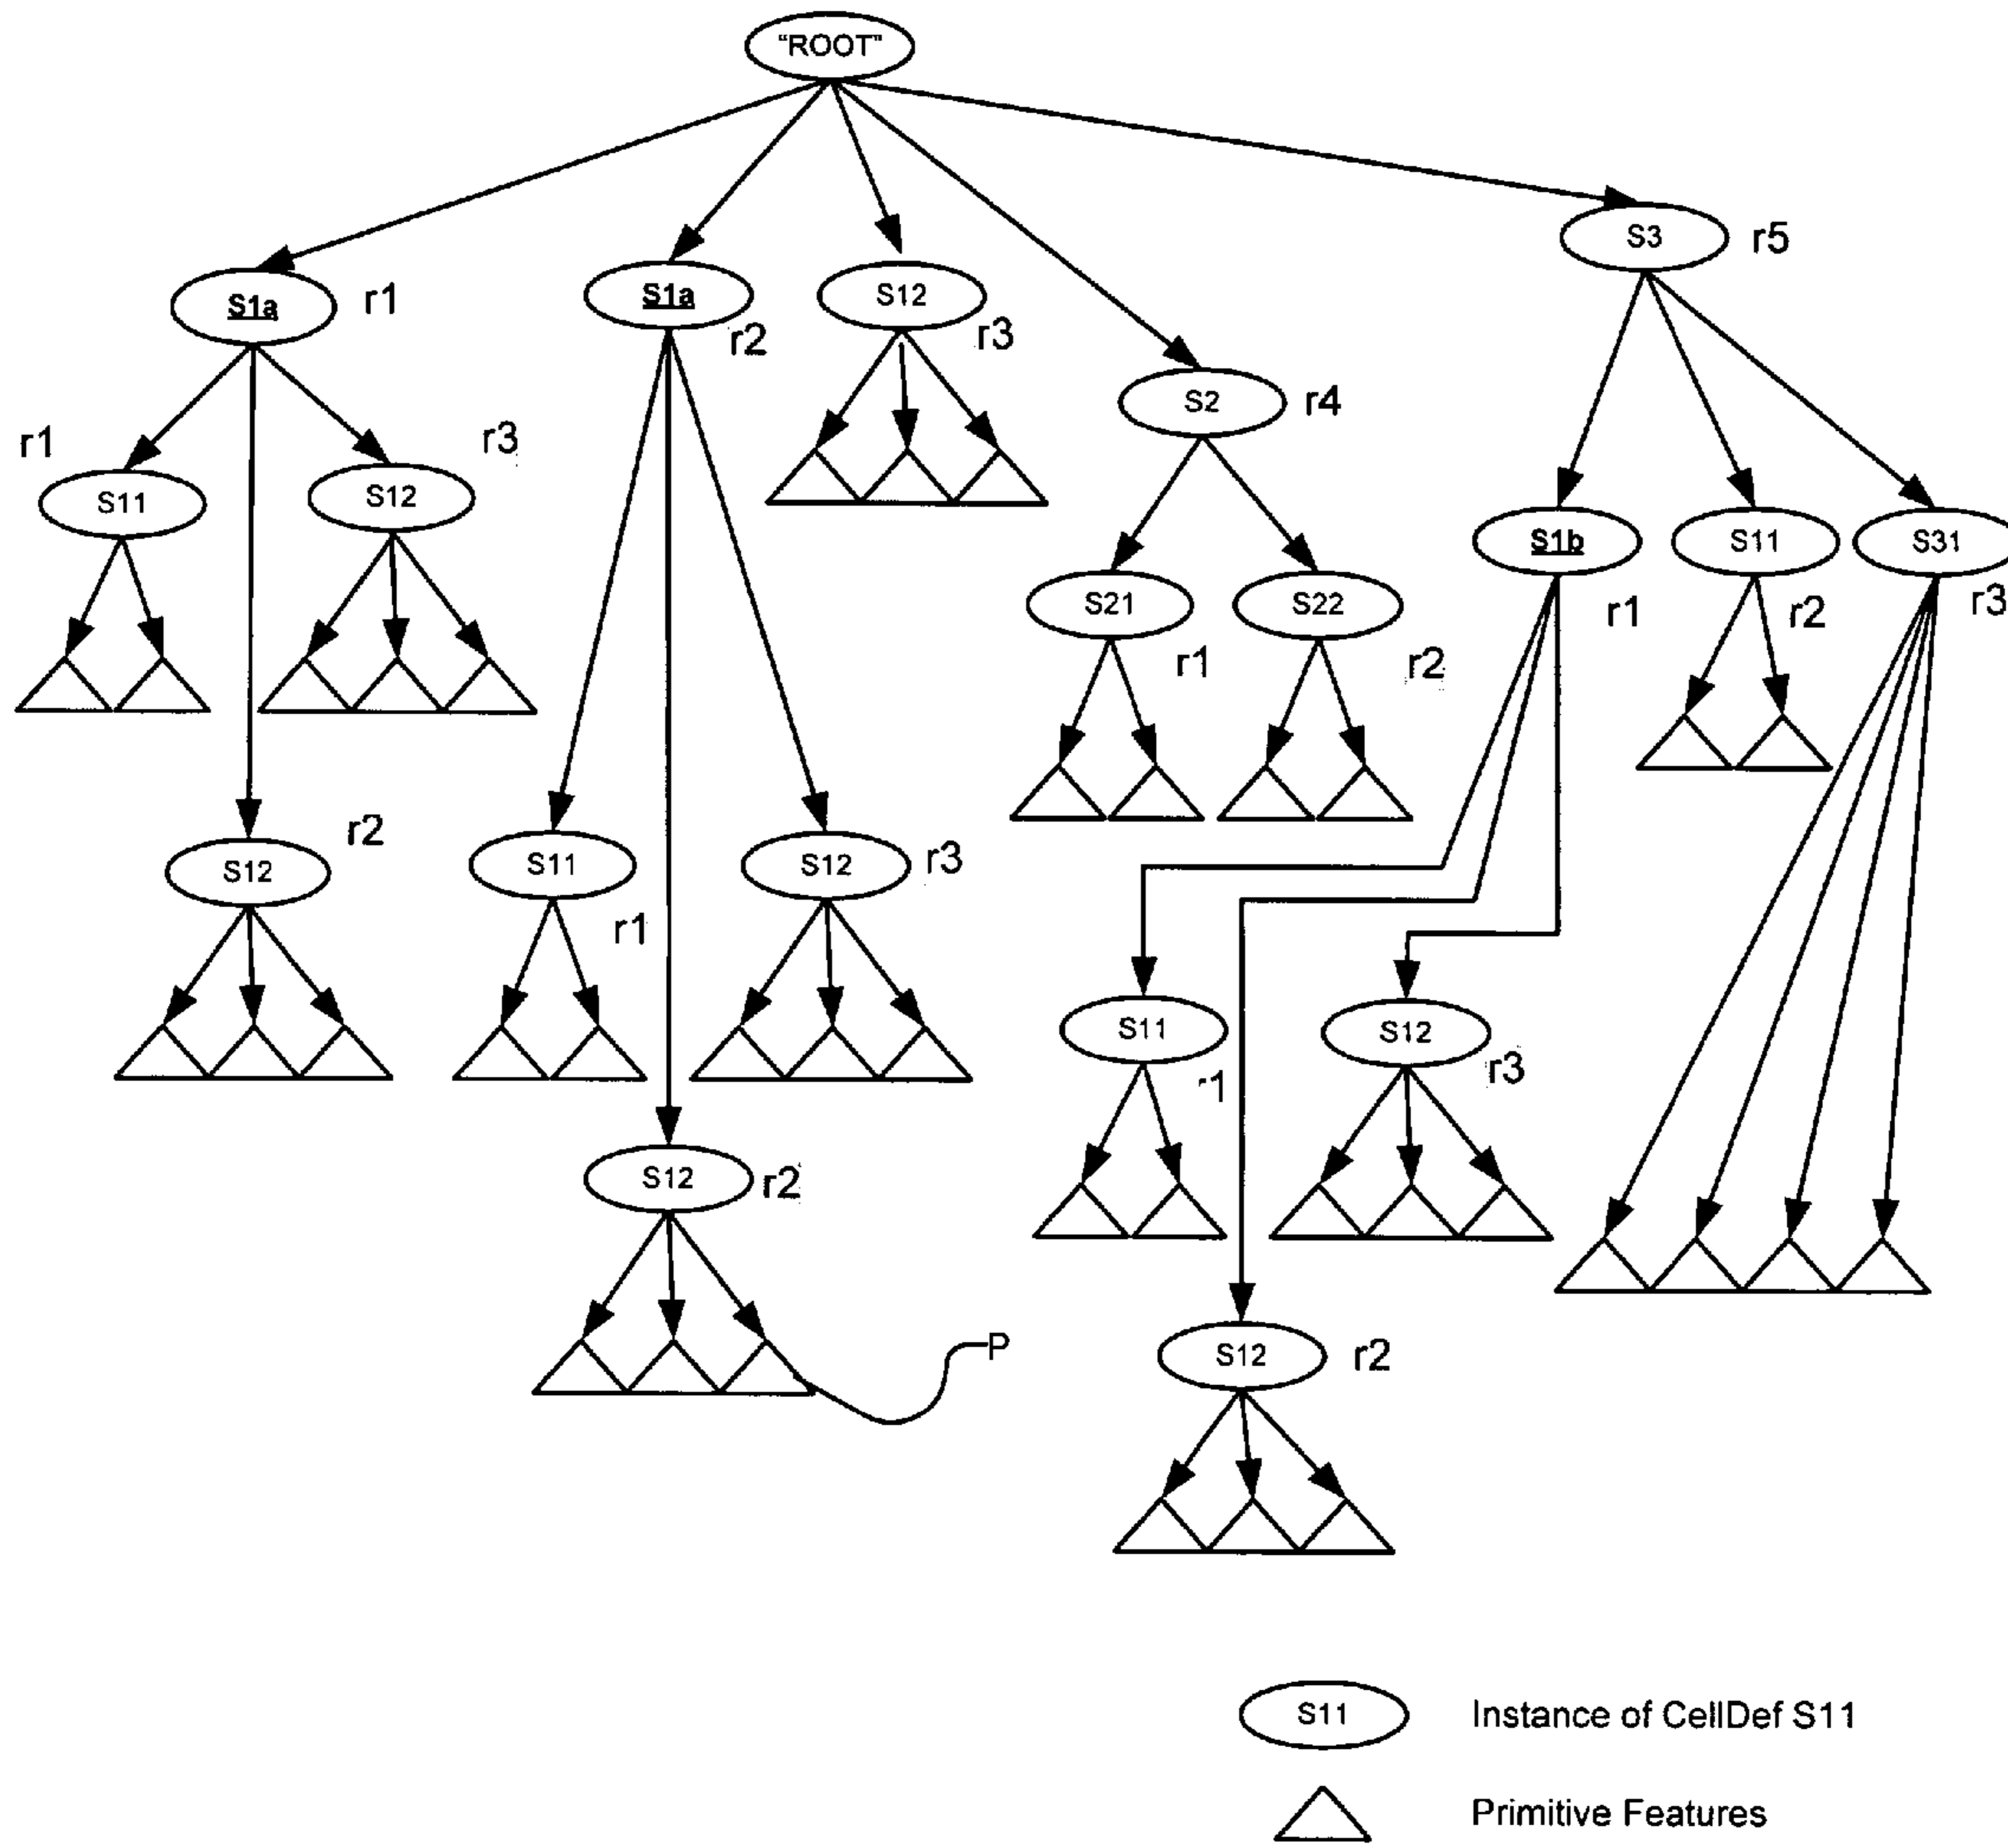 "ROOT"
S3 r5
S1a r1
S1a
r2
S12
r3
S2 r4
r1
S11
r3
S12
S1b
r1
S11
r2
S31
r3
S21
r1
S22
r2
r2
S12
S11
r1
S12 r3
S11
r1
S12
r3
S12 r2
P
S12 r2
S11 Instance of CellDef S11
Primitive Features